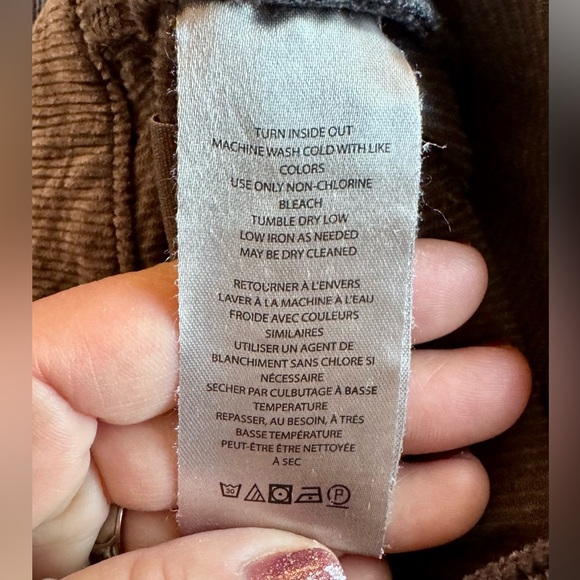 TURN INSIDE OUT
MACHINE WASH COLD WITH LIKE
COLORS
USE ONLY NON-CHLORINE
BLEACH
TUMBLE DRY LOW
LOW IRON AS NEEDED
MAY BE DRY CLEANED
RETOURNER À L'ENVERS
LAVER À LA MACHINE À L'EAU
FROIDE AVEC COULEURS
SIMILAIRES
UTILISER UN AGENT DE
BLANCHIMENT SANS CHLORE SI
NÉCESSAIRE
SECHER PAR CULBUTAGE À BASSE
TEMPERATURE
REPASSER, AU BESOIN, À TRÉS
BASSE TEMPÉRATURE
PEUT-ÊTRE ÊTRE NETTOYÉE
À SEC
30 P